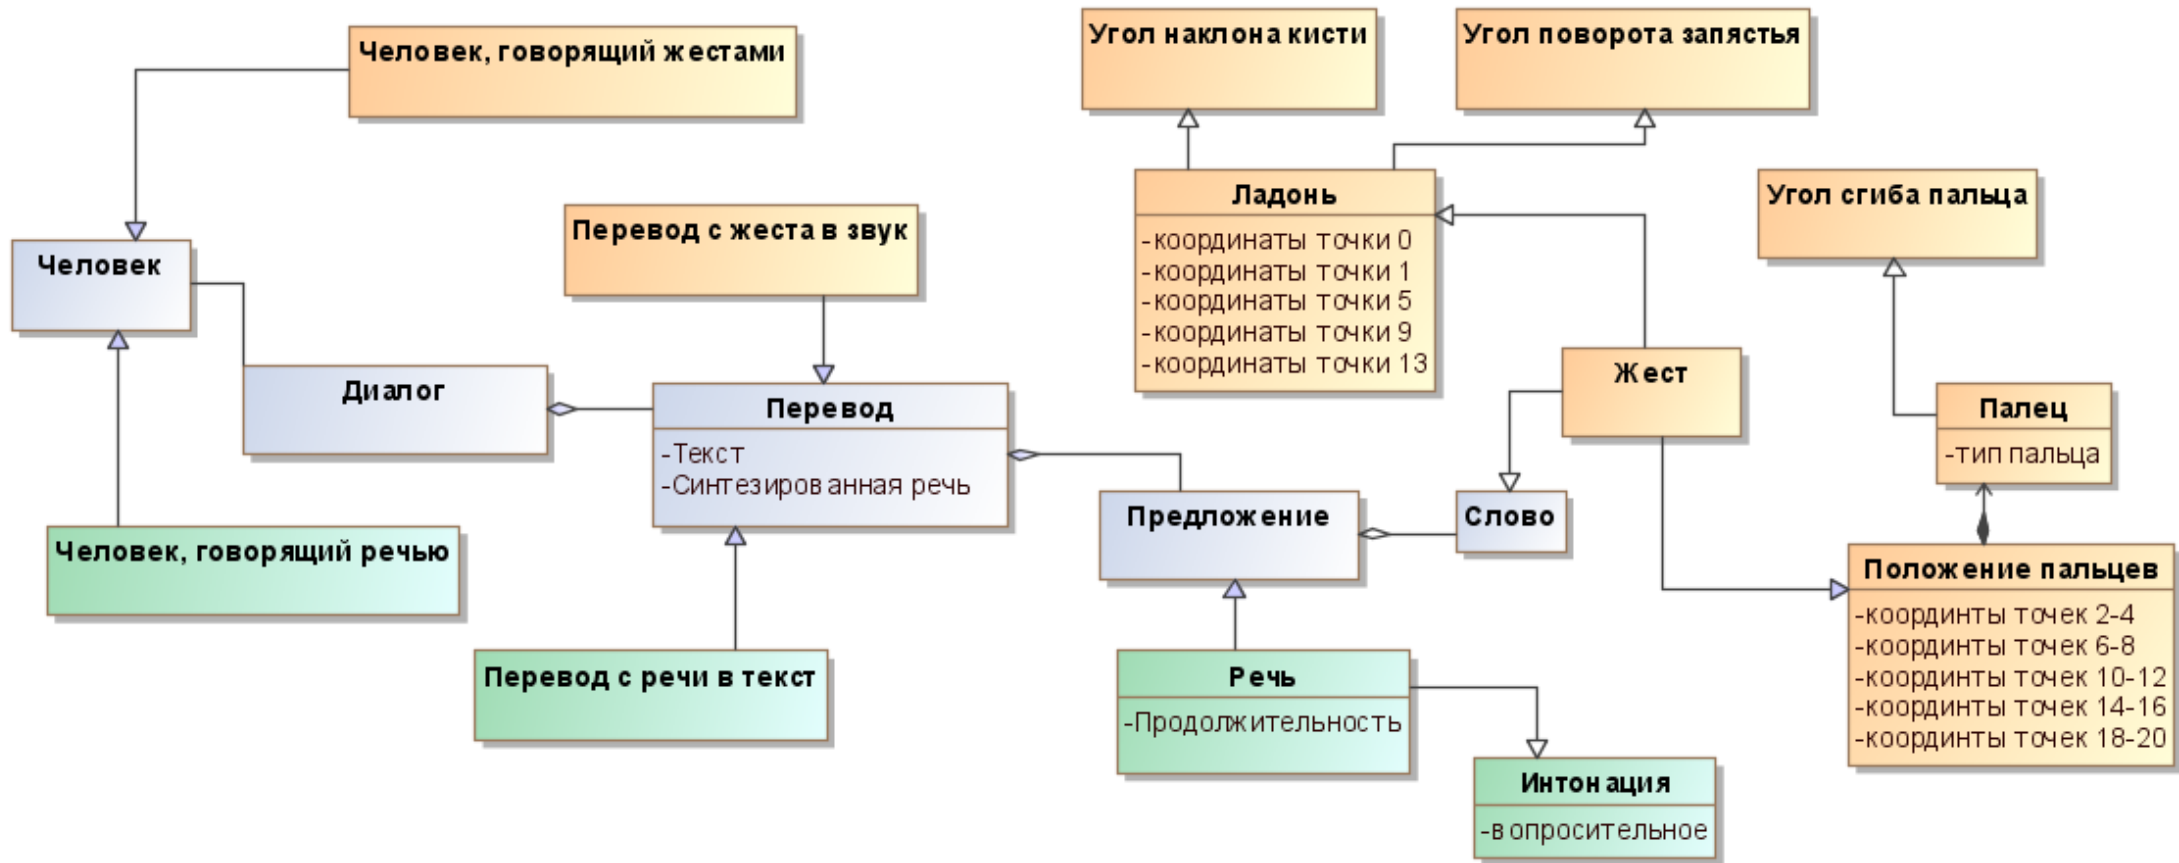 Человек, говорящий жестами
Угол наклона кисти
Угол поворота запястья
Ладонь
-координаты точки 0
-координаты точки 1
-координаты точки 5
-координаты точки 9
-координаты точки 13
Угол сгиба пальца
Перевод с жеста в звук
Человек
Диалог
Перевод
-Текст
-Синтезированная речь
Жест
Палец
-тип пальца
Предложение
Слово
Человек, говорящий речью
Положение пальцев
-координты точек 2-4
-координты точек 6-8
-координты точек 10-12
-координты точек 14-16
-координты точек 18-20
Перевод с речи в текст
Речь
-Продолжительность
Интонация
-вопросительное